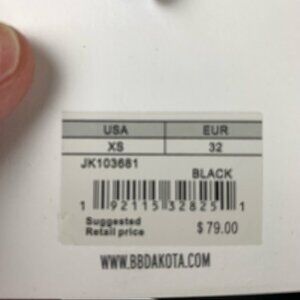 USA EUR
XS 32
JK103681
BLACK
1 92115 32825 1
Suggested
Retail price $79.00
WWW.BBDAKOTA.COM